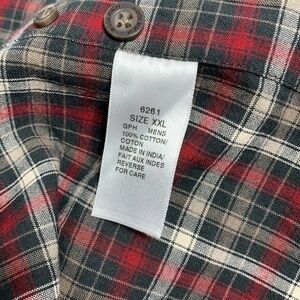 6261
SIZE XXL
GPH MENS
100% COTTON/
COTON
MADE IN INDIA/
FAIT AUX INDES
REVERSE
FOR CARE